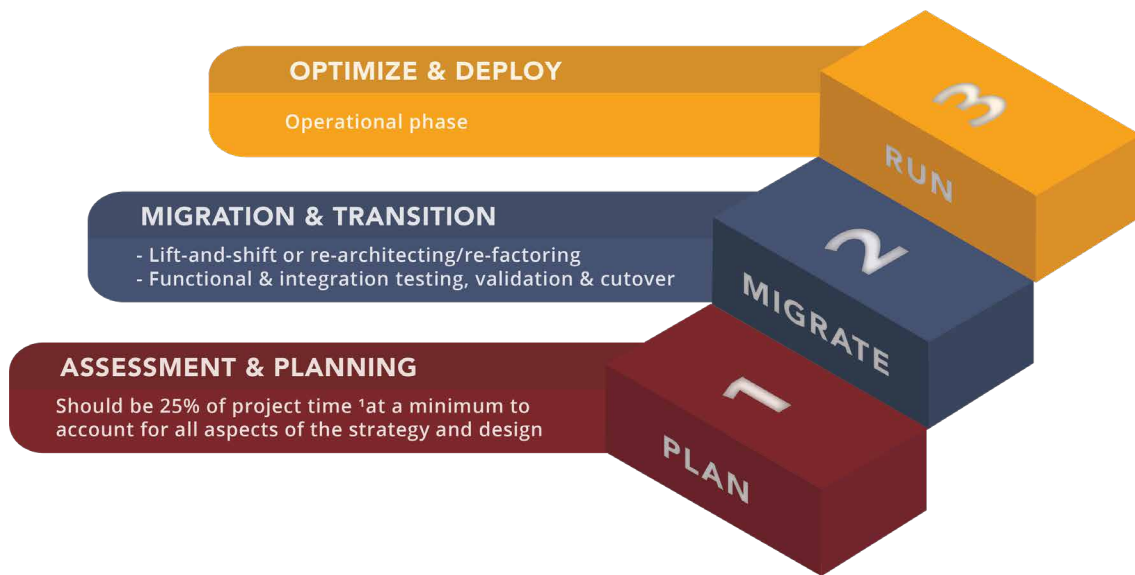 OPTIMIZE & DEPLOY
Operational phase
3
RUN
MIGRATION & TRANSITION
- Lift-and-shift or re-architecting/re-factoring
- Functional & integration testing, validation & cutover
2
MIGRATE
ASSESSMENT & PLANNING
Should be 25% of project time ¹at a minimum to
account for all aspects of the strategy and design
1
PLAN